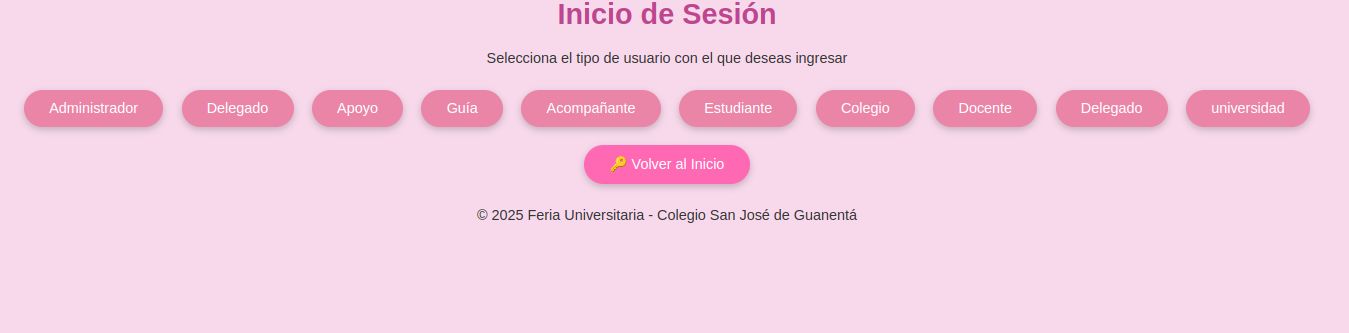 Inicio de Sesión
Selecciona el tipo de usuario con el que deseas ingresar
Administrador Delegado Apoyo Guía Acompañante Estudiante Colegio Docente Delegado universidad
🔑 Volver al Inicio
© 2025 Feria Universitaria - Colegio San José de Guanentá